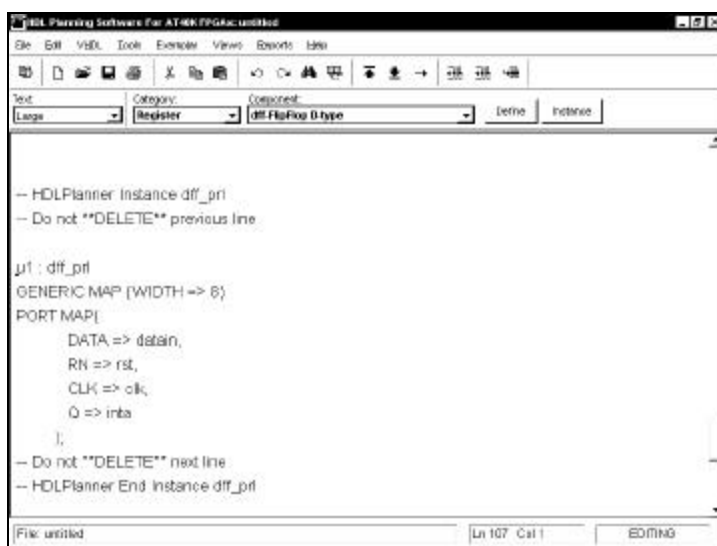 HDL Planning Software For AT40K FPGAs: untitled
File Edit VHDL Tools Exemplar Views Reports Help
Text: Category: Component:
Large Register dff-FlipFlop D-type Define Instance
-- HDLPlanner Instance dff_prl
-- Do not **DELETE** previous line
u1 : dff_prl
GENERIC MAP (WIDTH => 8)
PORT MAP(
DATA => datain,
RN => rst,
CLK => clk,
Q => inta
);
-- Do not **DELETE** next line
-- HDLPlanner End Instance dff_prl
File: untitled Ln 107 Col 1 EDITING